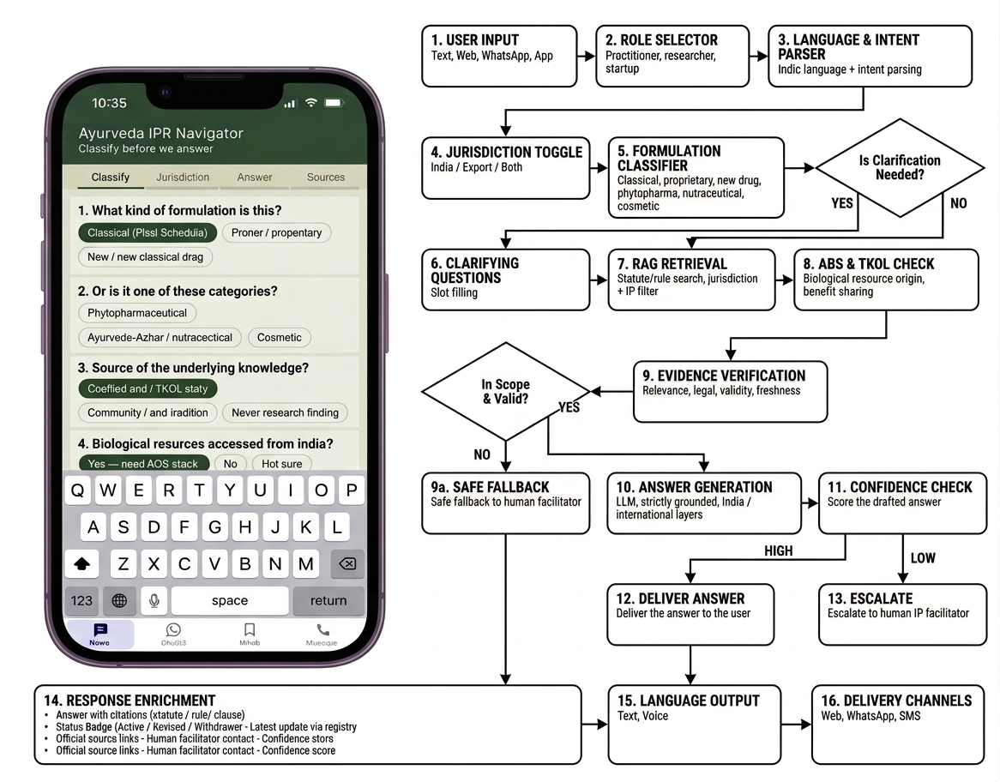 10:35
Ayurveda IPR Navigator
Classify before we answer
Classify Jurisdiction Answer Sources
1. What kind of formulation is this?
Classical (Plssl Scheduia) Proner / propentary
New / new classical drag
2. Or is it one of these categories?
Phytopharmaceutical
Ayurvede-Azhar / nutracectical Cosmetic
3. Source of the underlying knowledge?
Coeflied and / TKOL staty
Community / and iradition Never research finding
4. Biological resurces accessed from india?
Yes — need AOS stack No Hot sure
Q W E R T Y U I O P
A S D F G H J K L
Z X C V B N M
123 space return
Nowc OhoSt3 Mrhob Muecque
1. USER INPUT
Text, Web, WhatsApp, App
2. ROLE SELECTOR
Prոctitioner, researcher,
startup
3. LANGUAGE & INTENT
PARSER
Indic language + intent parsing
4. JURISDICTION TOGGLE
India / Export / Both
5. FORMULATION
CLASSIFIER
Classical, proprietary, new drug,
phytopharma, nutraceutical,
cosmetic
Is Clarification
Needed?
YES
NO
6. CLARIFYING
QUESTIONS
Slot filling
7. RAG RETRIEVAL
Statute/rule search, jurisdiction
+ IP filter
8. ABS & TKOL CHECK
Biological resource origin,
benefit sharing
9. EVIDENCE VERIFICATION
Relevance, legal, validity, freshness
In Scope
& Valid?
YES
NO
9a. SAFE FALLBACK
Safe fallback to human facilitator
10. ANSWER GENERATION
LLM, strictly grounded, India /
international layers
11. CONFIDENCE CHECK
Score the drafted answer
HIGH
LOW
12. DELIVER ANSWER
Deliver the answer to the user
13. ESCALATE
Escalate to human IP facilitator
14. RESPONSE ENRICHMENT
• Answer with citations (xtatute / rule/ clause)
• Status Badge (Active / Kevised / Withdrawer - Latest update via registry
• Official source links - Human facilitator contact - Confidence stors
• Official source links - Human facilitator contact - Confidence score
15. LANGUAGE OUTPUT
Text, Voice
16. DELIVERY CHANNELS
Web, WhatsApp, SMS